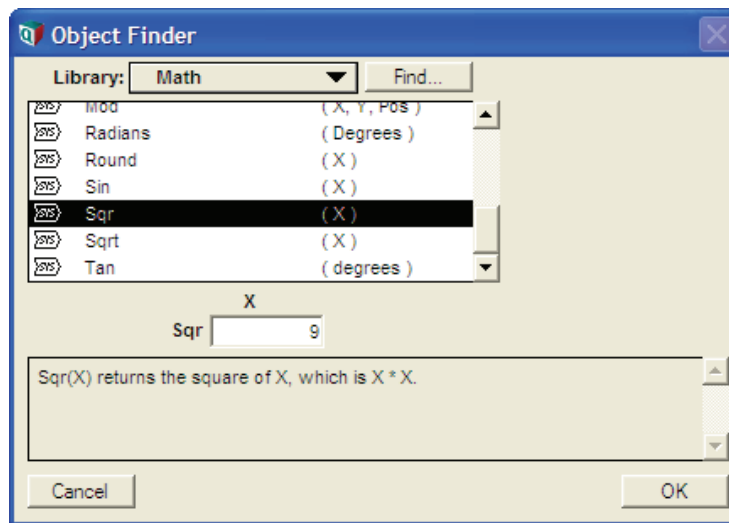 Object Finder
Library: Math Find...
Mod ( X, Y, Pos )
Radians ( Degrees )
Round ( X )
Sin ( X )
Sqr ( X )
Sqrt ( X )
Tan ( degrees )
X
Sqr 9
Sqr(X) returns the square of X, which is X * X.
Cancel OK